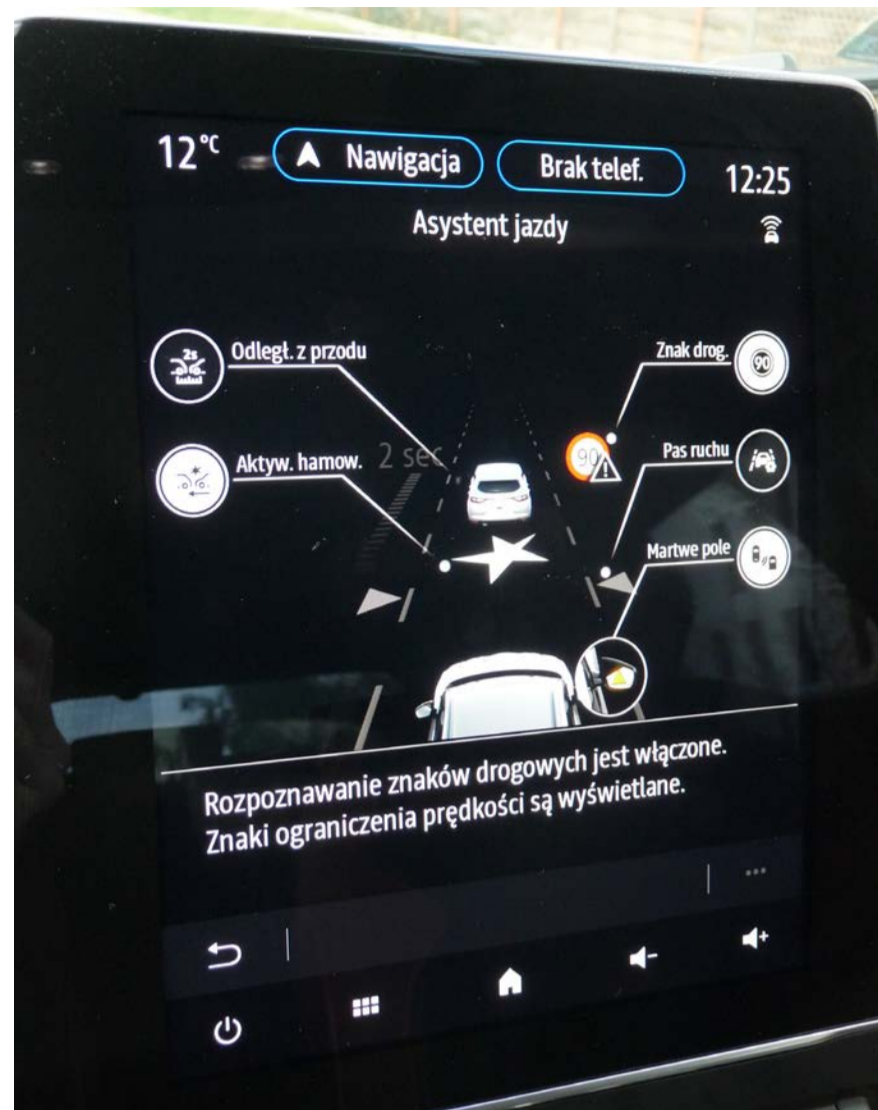 12°C
Nawigacja
Brak telef.
12:25
Asystent jazdy
2s
Odległ. z przodu
Znak drog.
90
Aktyw. hamow.
2 sec
90
Pas ruchu
Martwe pole
Rozpoznawanie znaków drogowych jest włączone.
Znaki ograniczenia prędkości są wyświetlane.